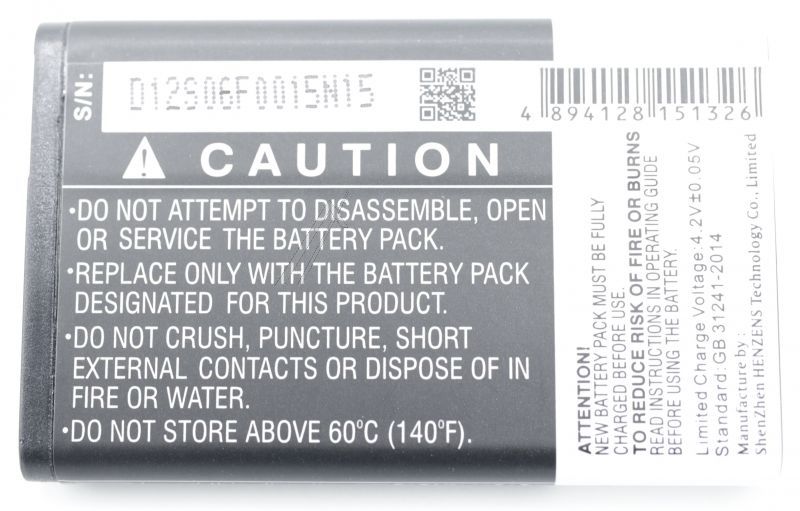 S/N: D12S06F0015N15
4 894128 151326
CAUTION
•DO NOT ATTEMPT TO DISASSEMBLE, OPEN
OR SERVICE THE BATTERY PACK.
•REPLACE ONLY WITH THE BATTERY PACK
DESIGNATED FOR THIS PRODUCT.
•DO NOT CRUSH, PUNCTURE, SHORT
EXTERNAL CONTACTS OR DISPOSE OF IN
FIRE OR WATER.
•DO NOT STORE ABOVE 60°C (140°F).
ATTENTION!
NEW BATTERY PACK MUST BE FULLY
CHARGED BEFORE USE.
TO REDUCE RISK OF FIRE OR BURNS
READ INSTRUCTIONS IN OPERATING GUIDE
BEFORE USING THE BATTERY.
Limited Charge Voltage:4.2V±0.05V
Standard:GB 31241-2014
Manufacture by :
ShenZhen HENZENS Technology Co., Limited